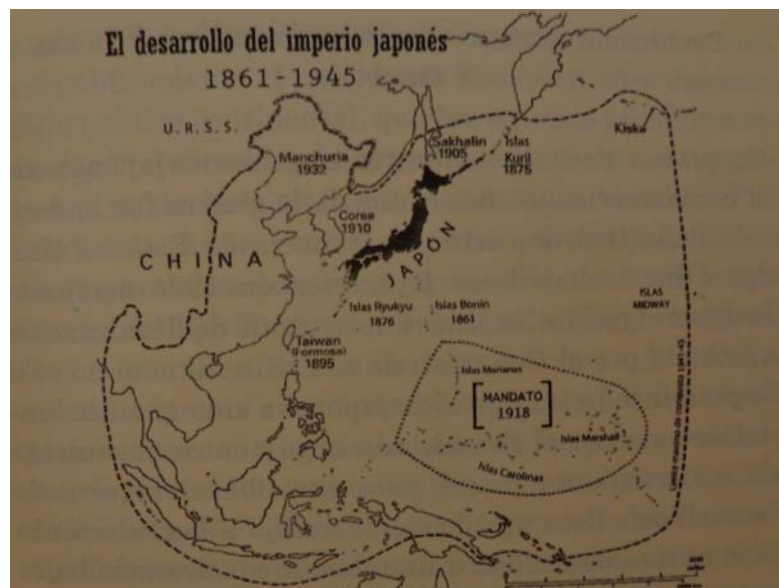 El desarrollo del imperio japonés
1861-1945
U.R.S.S.
Manchuria
1932
Sakhalin
1905
Islas
Kuril
1875
Kiska
Corea
1910
CHINA
JAPÓN
Islas Ryukyu
1876
Islas Bonin
1861
ISLAS
MIDWAY
Taiwan
(Formosa)
1895
Islas Marianas
MANDATO
1918
Islas Marshall
Islas Carolinas